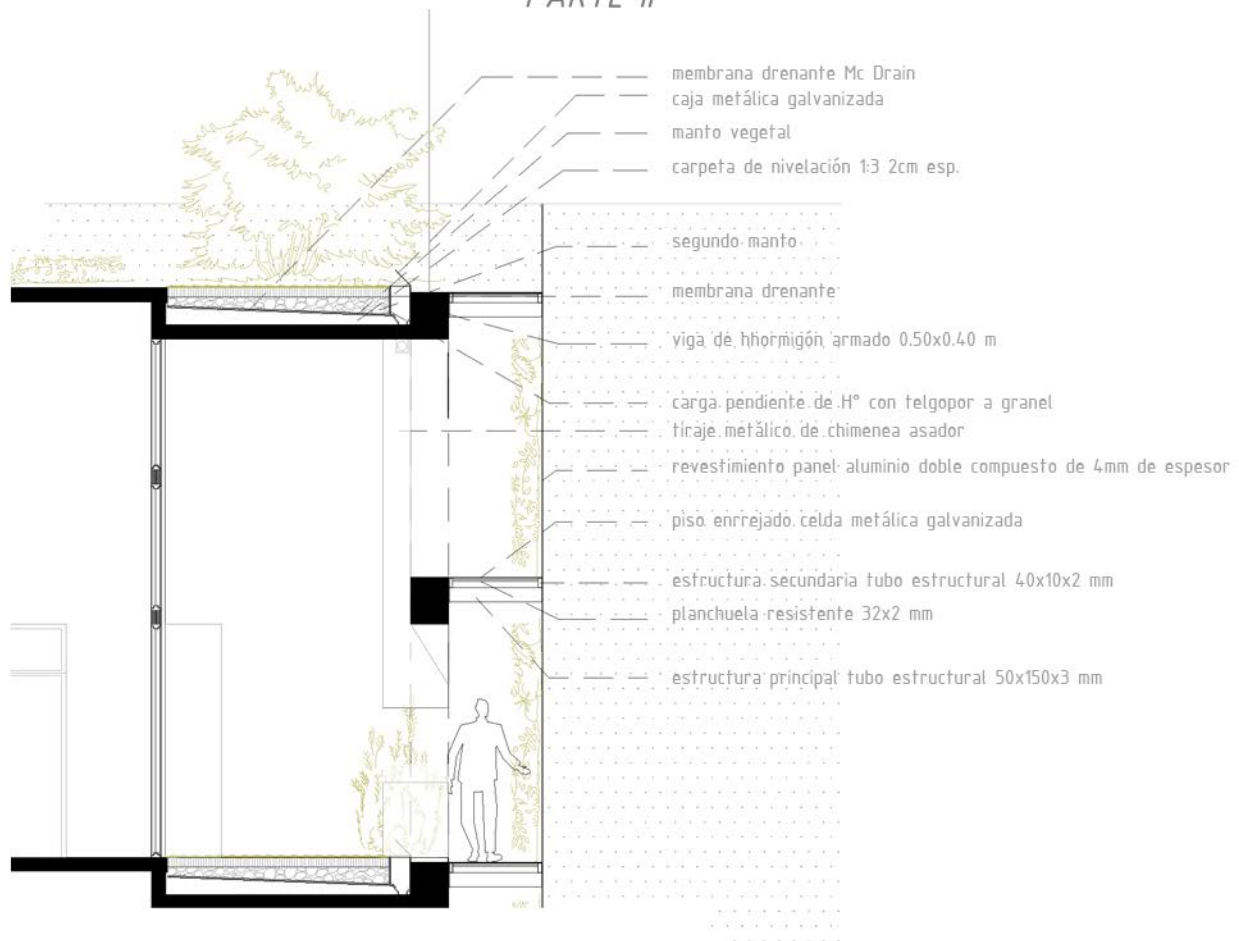 PARTE II
membrana drenante Mc Drain
caja metálica galvanizada
manto vegetal
carpeta de nivelación 1:3 2cm esp.
segundo manto
membrana drenante
viga de hhormigón armado 0.50x0.40 m
carga pendiente de H° con telgopor a granel
tiraje metálico de chimenea asador
revestimiento panel aluminio doble compuesto de 4mm de espesor
piso enrrejado celda metálica galvanizada
estructura secundaria tubo estructural 40x10x2 mm
planchuela resistente 32x2 mm
estructura principal tubo estructural 50x150x3 mm